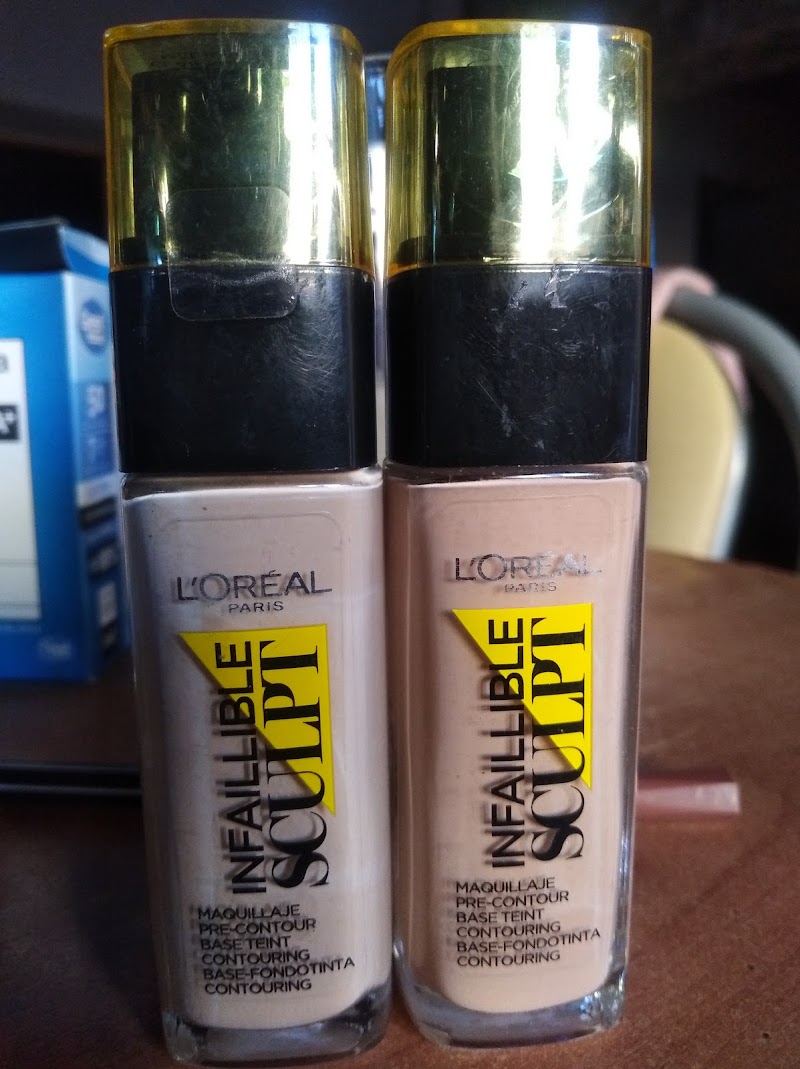 L'ORÉAL
PARIS
INFAILLIBLE
SCULPT
MAQUILLAJE
PRE-CONTOUR
BASE TEINT
CONTOURING
BASE-FONDOTINTA
CONTOURING
L'ORÉAL
PARIS
INFAILLIBLE
SCULPT
MAQUILLAJE
PRE-CONTOUR
BASE TEINT
CONTOURING
BASE-FONDOTINTA
CONTOURING